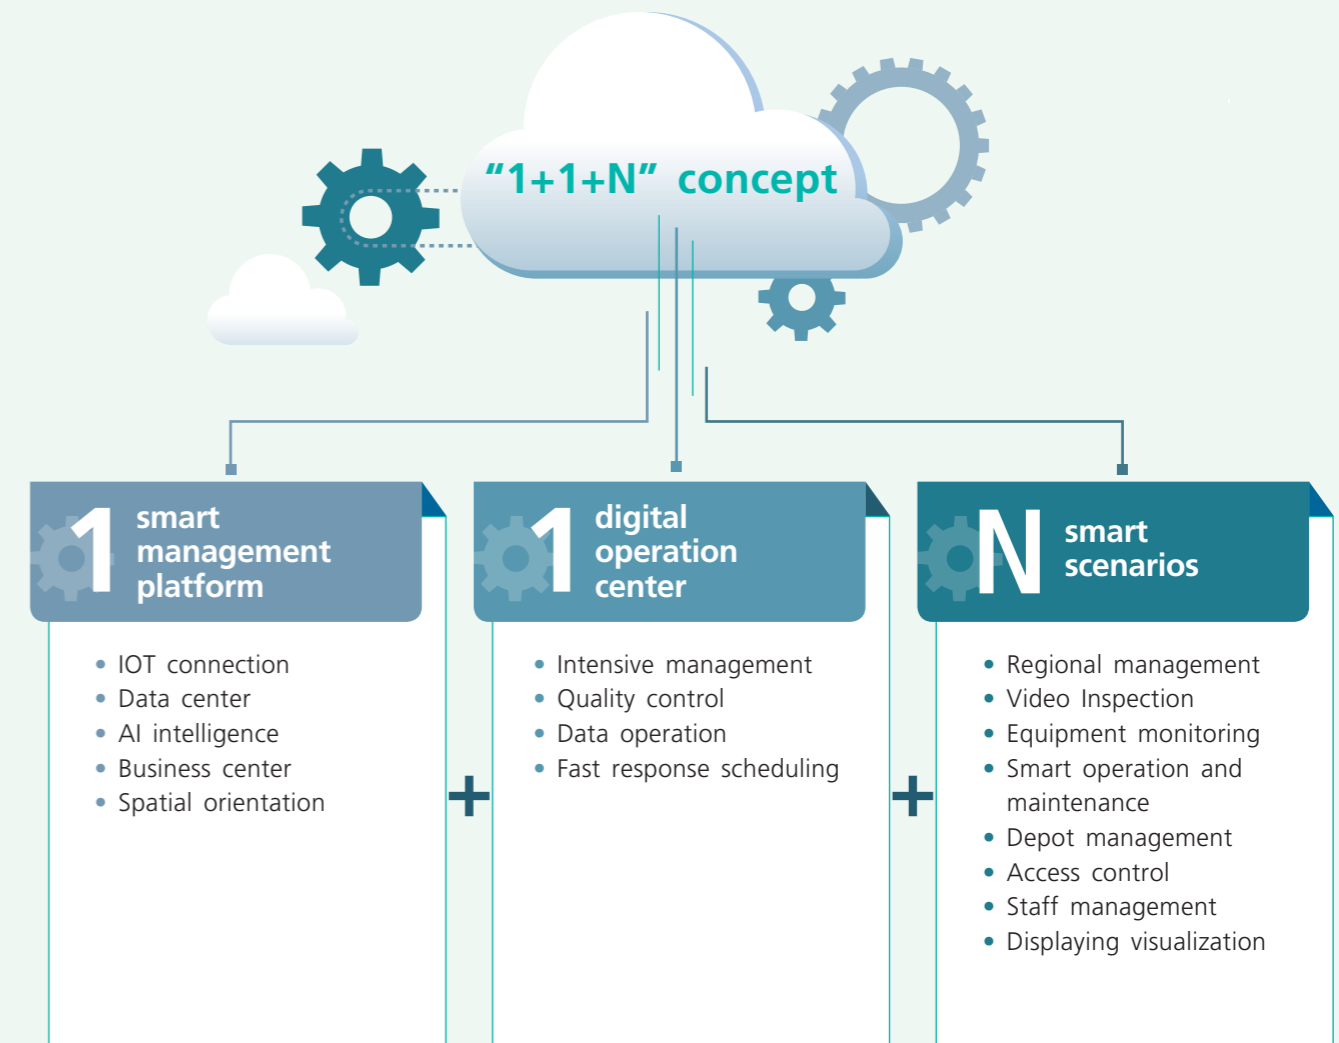 "1+1+N" concept
1
smart
management
platform
• IOT connection
• Data center
• AI intelligence
• Business center
• Spatial orientation
+
1
digital
operation
center
• Intensive management
• Quality control
• Data operation
• Fast response scheduling
+
N
smart
scenarios
• Regional management
• Video Inspection
• Equipment monitoring
• Smart operation and
maintenance
• Depot management
• Access control
• Staff management
• Displaying visualization